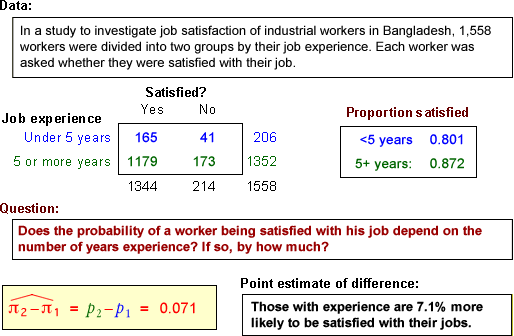 Data:
In a study to investigate job satisfaction of industrial workers in Bangladesh, 1,558
workers were divided into two groups by their job experience. Each worker was
asked whether they were satisfied with their job.
Satisfied?
Job experience Yes No
Proportion satisfied
Under 5 years 165 41 206
<5 years 0.801
5 or more years 1179 173 1352
5+ years: 0.872
1344 214 1558
Question:
Does the probability of a worker being satisfied with his job depend on the
number of years experience? If so, by how much?
Point estimate of difference:
π2 – π1 = p2 – p1 = 0.071
Those with experience are 7.1% more
likely to be satisfied with their jobs.